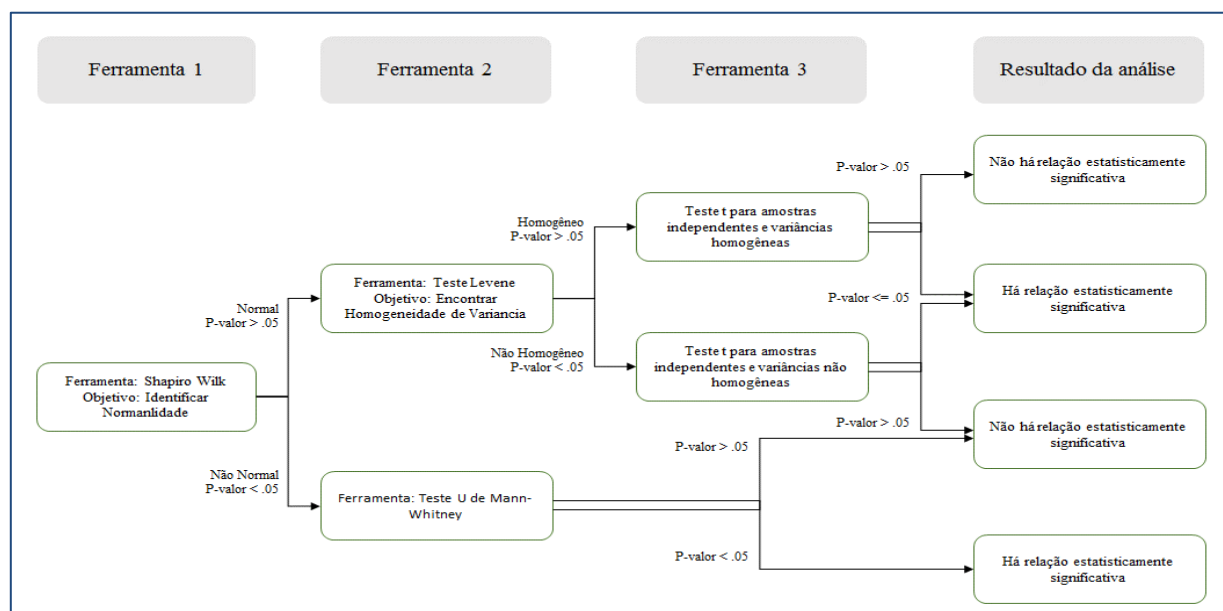 Ferramenta 1
Ferramenta 2
Ferramenta 3
Resultado da análise
Ferramenta: Shapiro Wilk
Objetivo: Identificar
Normanlidade
Normal
P-valor > .05
Não Normal
P-valor < .05
Ferramenta: Teste Levene
Objetivo: Encontrar
Homogeneidade de Variancia
Ferramenta: Teste U de Mann-
Whitney
Homogêneo
P-valor > .05
Não Homogêneo
P-valor < .05
Teste t para amostras
independentes e variâncias
homogêneas
Teste t para amostras
independentes e variâncias não
homogêneas
P-valor > .05
P-valor <= .05
P-valor > .05
P-valor > .05
P-valor < .05
Não há relação estatisticamente
significativa
Há relação estatisticamente
significativa
Não há relação estatisticamente
significativa
Há relação estatisticamente
significativa